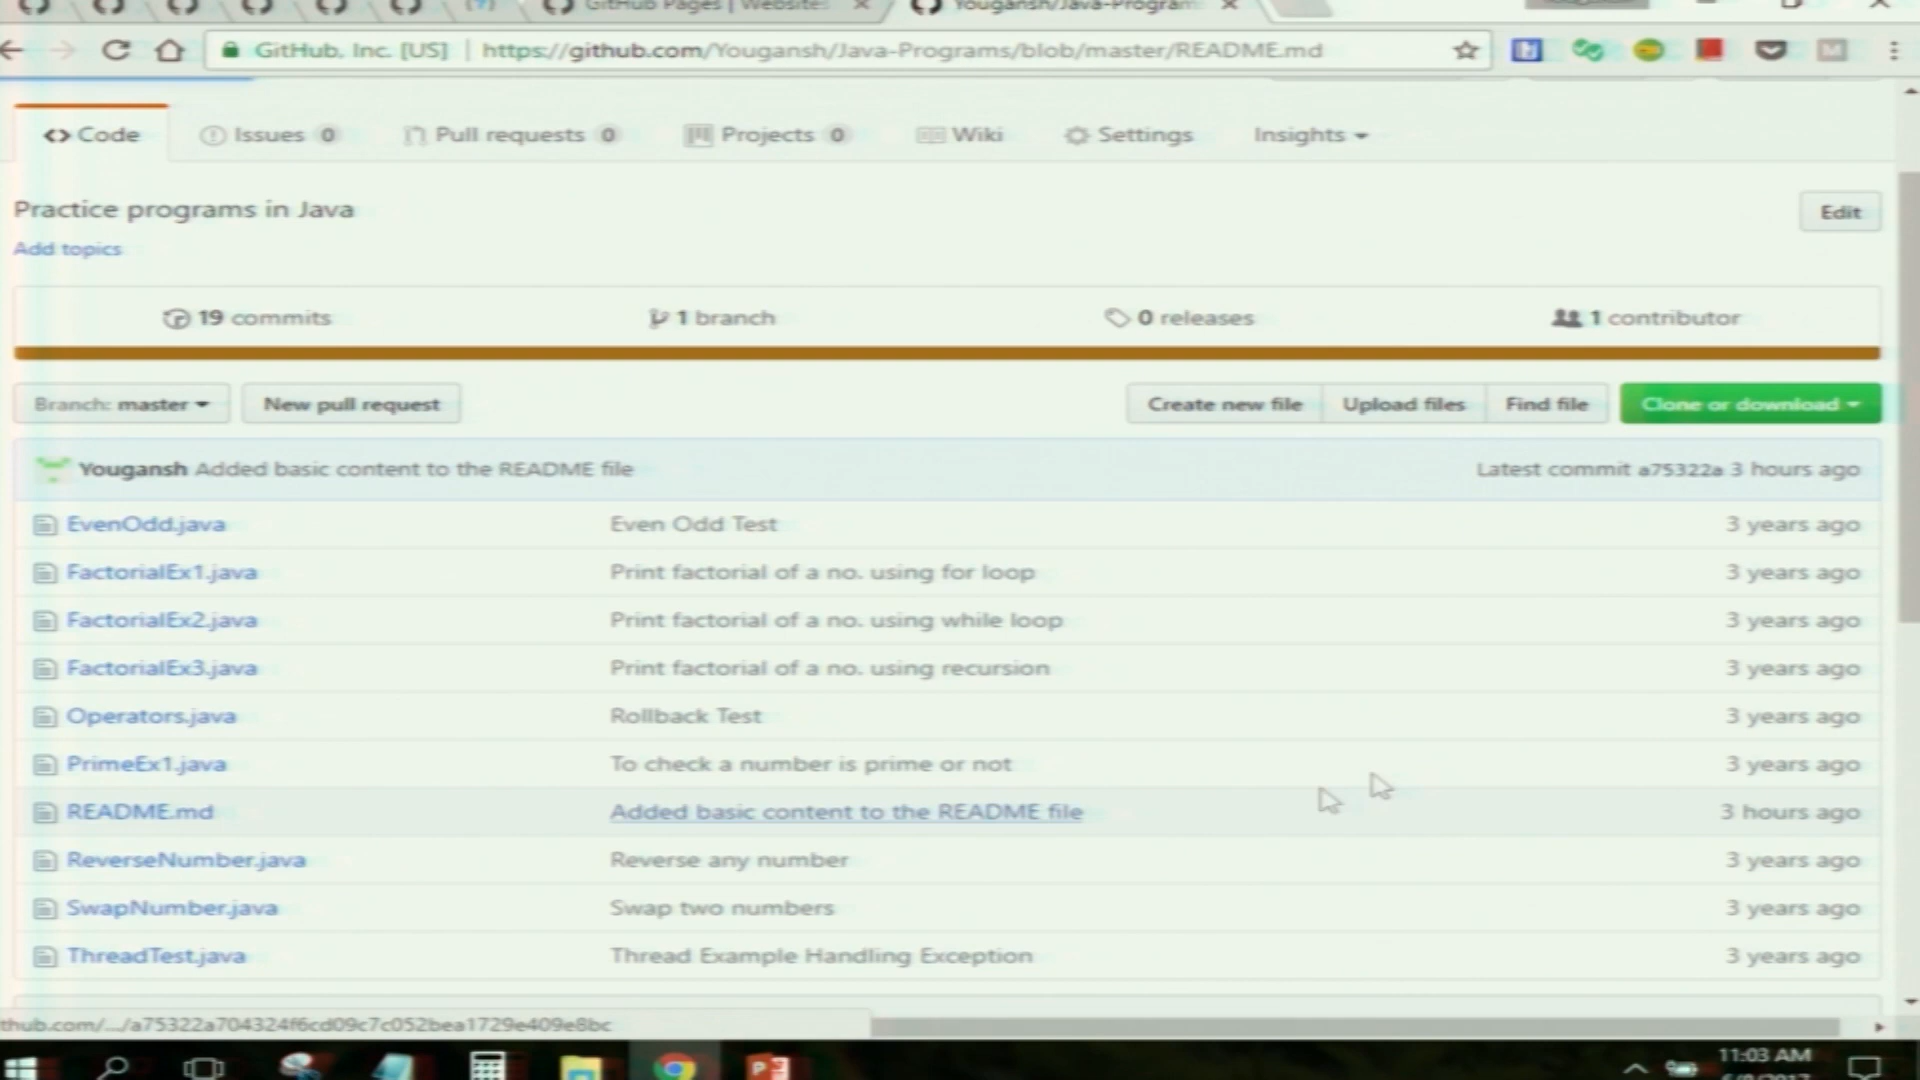 GitHub Pages | Websites
Yougansh/Java-Program
GitHub, Inc. [US] | https://github.com/Yougansh/Java-Programs/blob/master/README.md
Code Issues 0 Pull requests 0 Projects 0 Wiki Settings Insights
Practice programs in Java
Edit
Add topics
19 commits 1 branch 0 releases 1 contributor
Branch: master New pull request Create new file Upload files Find file Clone or download
Yougansh Added basic content to the README file Latest commit a75322a 3 hours ago
EvenOdd.java Even Odd Test 3 years ago
FactorialEx1.java Print factorial of a no. using for loop 3 years ago
FactorialEx2.java Print factorial of a no. using while loop 3 years ago
FactorialEx3.java Print factorial of a no. using recursion 3 years ago
Operators.java Rollback Test 3 years ago
PrimeEx1.java To check a number is prime or not 3 years ago
README.md Added basic content to the README file 3 hours ago
ReverseNumber.java Reverse any number 3 years ago
SwapNumber.java Swap two numbers 3 years ago
ThreadTest.java Thread Example Handling Exception 3 years ago
thub.com/.../a75322a704324f6cd09c7c052bea1729e409e8bc
11:03 AM